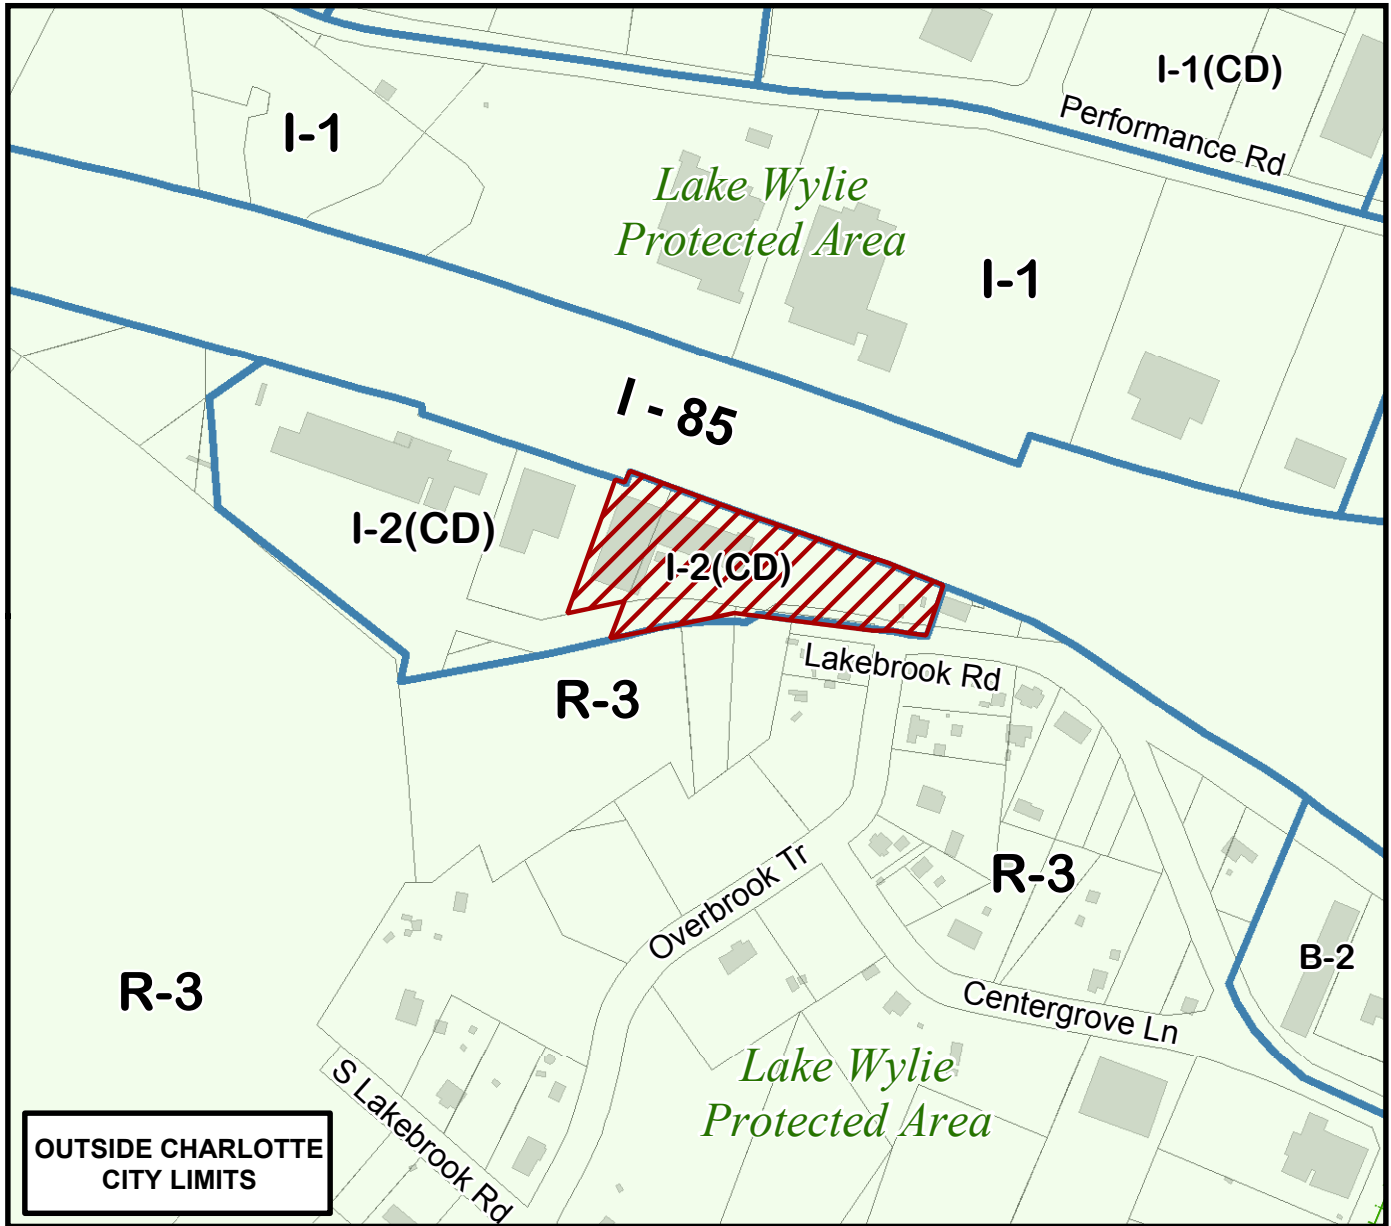 I-1(CD)
Performance Rd
I-1
Lake Wylie
Protected Area
I-1
I - 85
I-2(CD)
I-2(CD)
Lakebrook Rd
R-3
R-3
Overbrook Tr
B-2
R-3
Centergrove Ln
Lake Wylie
Protected Area
S Lakebrook Rd
OUTSIDE CHARLOTTE
CITY LIMITS